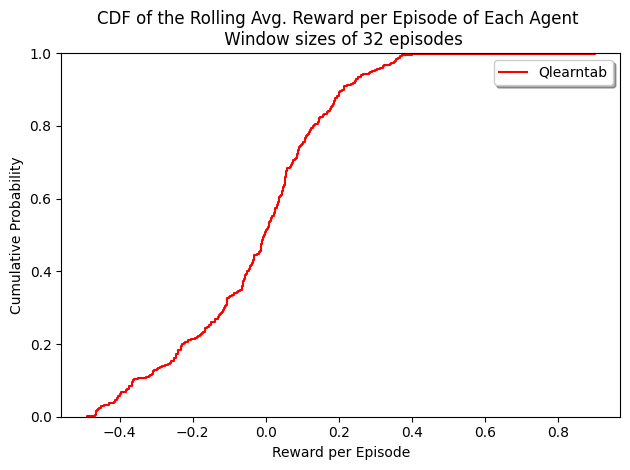 CDF of the Rolling Avg. Reward per Episode of Each Agent
Window sizes of 32 episodes
Qlearntab
Cumulative Probability
1.0
0.8
0.6
0.4
0.2
0.0
−0.4 −0.2 0.0 0.2 0.4 0.6 0.8
Reward per Episode